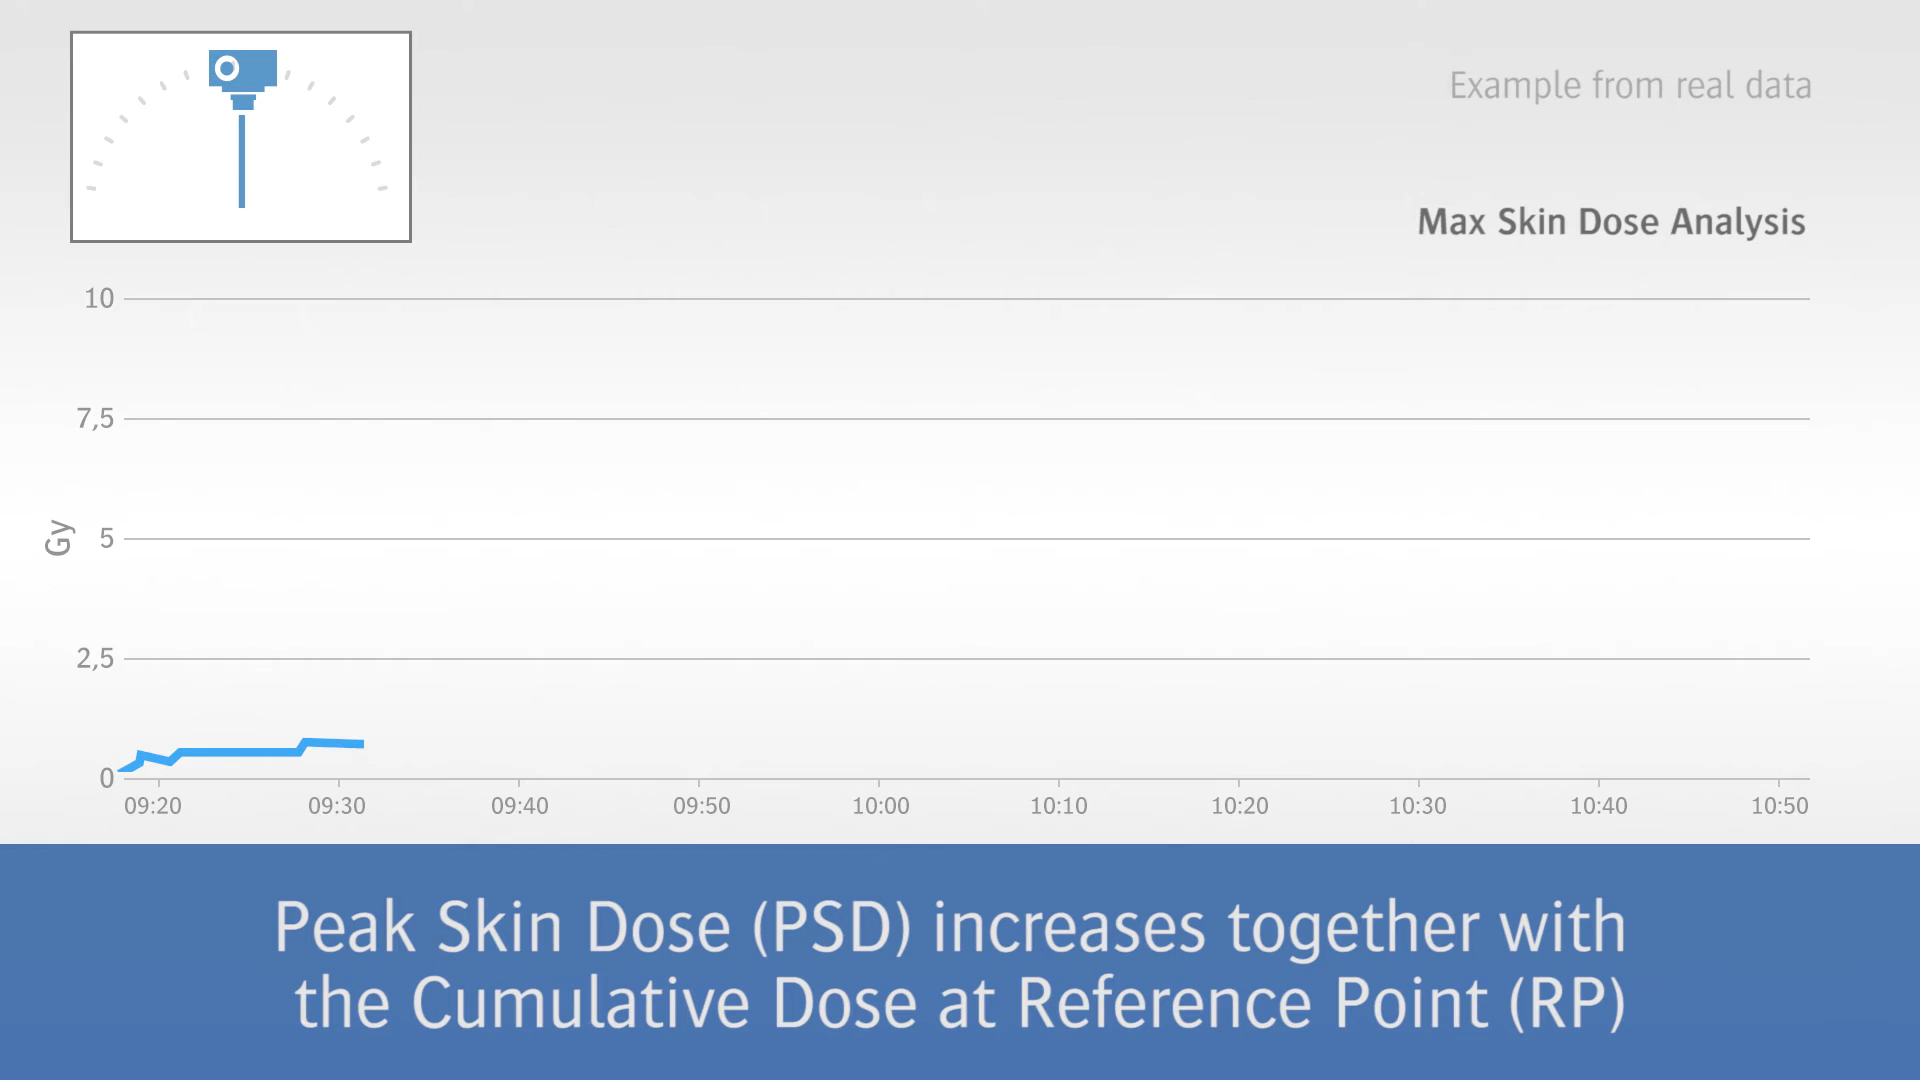 Example from real data
Max Skin Dose Analysis
10
7,5
5
Gy
2,5
0
09:20 09:30 09:40 09:50 10:00 10:10 10:20 10:30 10:40 10:50
Peak Skin Dose (PSD) increases together with
the Cumulative Dose at Reference Point (RP)